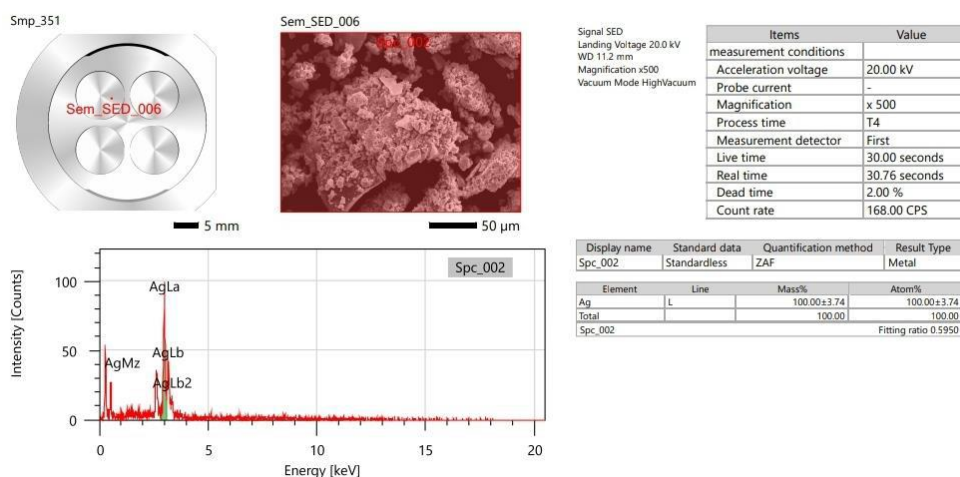 Smp_351
Sem_SED_006
5 mm
Sem_SED_006
50 µm
Signal SED
Landing Voltage 20.0 kV
WD 11.2 mm
Magnification x500
Vacuum Mode HighVacuum
Items Value
measurement conditions
Acceleration voltage 20.00 kV
Probe current -
Magnification x 500
Process time T4
Measurement detector First
Live time 30.00 seconds
Real time 30.76 seconds
Dead time 2.00 %
Count rate 168.00 CPS
Spc_002
AgLa
AgLb
AgMz
AgLb2
Intensity [Counts]
100
50
0
0 5 10 15 20
Energy [keV]
Display name Standard data Quantification method Result Type
Spc_002 Standardless ZAF Metal
Element Line Mass% Atom%
Ag L 100.00±3.74 100.00±3.74
Total 100.00 100.00
Spc_002 Fitting ratio 0.5950